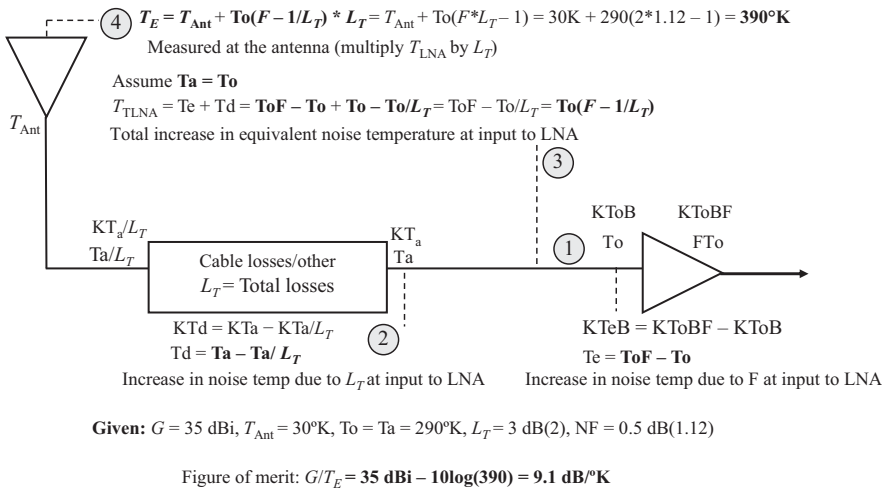 4 T_E = T_Ant + To(F – 1/L_T) * L_T = T_Ant + To(F*L_T – 1) = 30K + 290(2*1.12 – 1) = 390°K
Measured at the antenna (multiply T_LNA by L_T)
Assume Ta = To
T_TLNA = Te + Td = ToF – To + To – To/L_T = ToF – To/L_T = To(F – 1/L_T)
Total increase in equivalent noise temperature at input to LNA
T_Ant
3
KT_a/L_T
Ta/L_T
Cable losses/other
L_T = Total losses
KT_a
Ta
1
KToB
To
KToBF
FTo
KTd = KTa – KTa/L_T
Td = Ta – Ta/ L_T
2
Increase in noise temp due to L_T at input to LNA
KTeB = KToBF – KToB
Te = ToF – To
Increase in noise temp due to F at input to LNA
Given: G = 35 dBi, T_Ant = 30ºK, To = Ta = 290ºK, L_T = 3 dB(2), NF = 0.5 dB(1.12)
Figure of merit: G/T_E = 35 dBi – 10log(390) = 9.1 dB/ºK